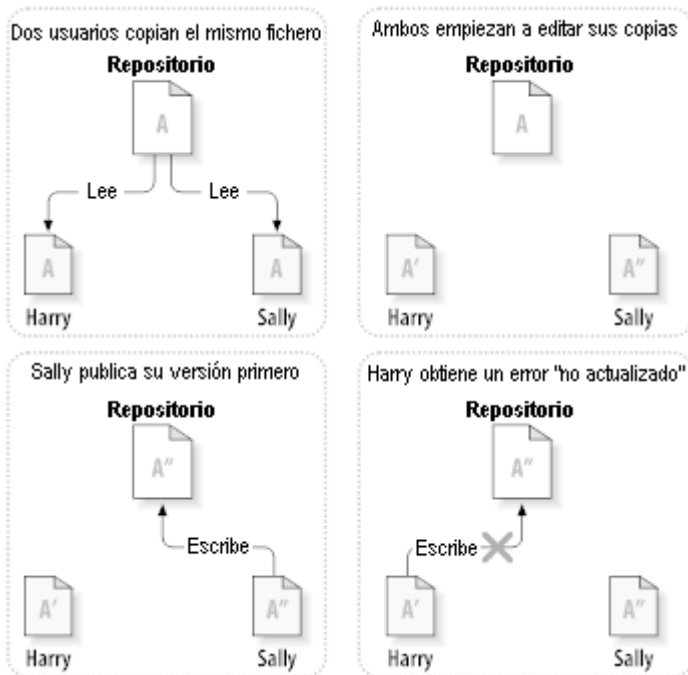 Dos usuarios copian el mismo fichero
Repositorio
A
Lee
Lee
A
A
Harry
Sally
Ambos empiezan a editar sus copias
Repositorio
A
A′
A″
Harry
Sally
Sally publica su versión primero
Repositorio
A″
Escribe
A′
A″
Harry
Sally
Harry obtiene un error "no actualizado"
Repositorio
A″
Escribe
A′
A″
Harry
Sally